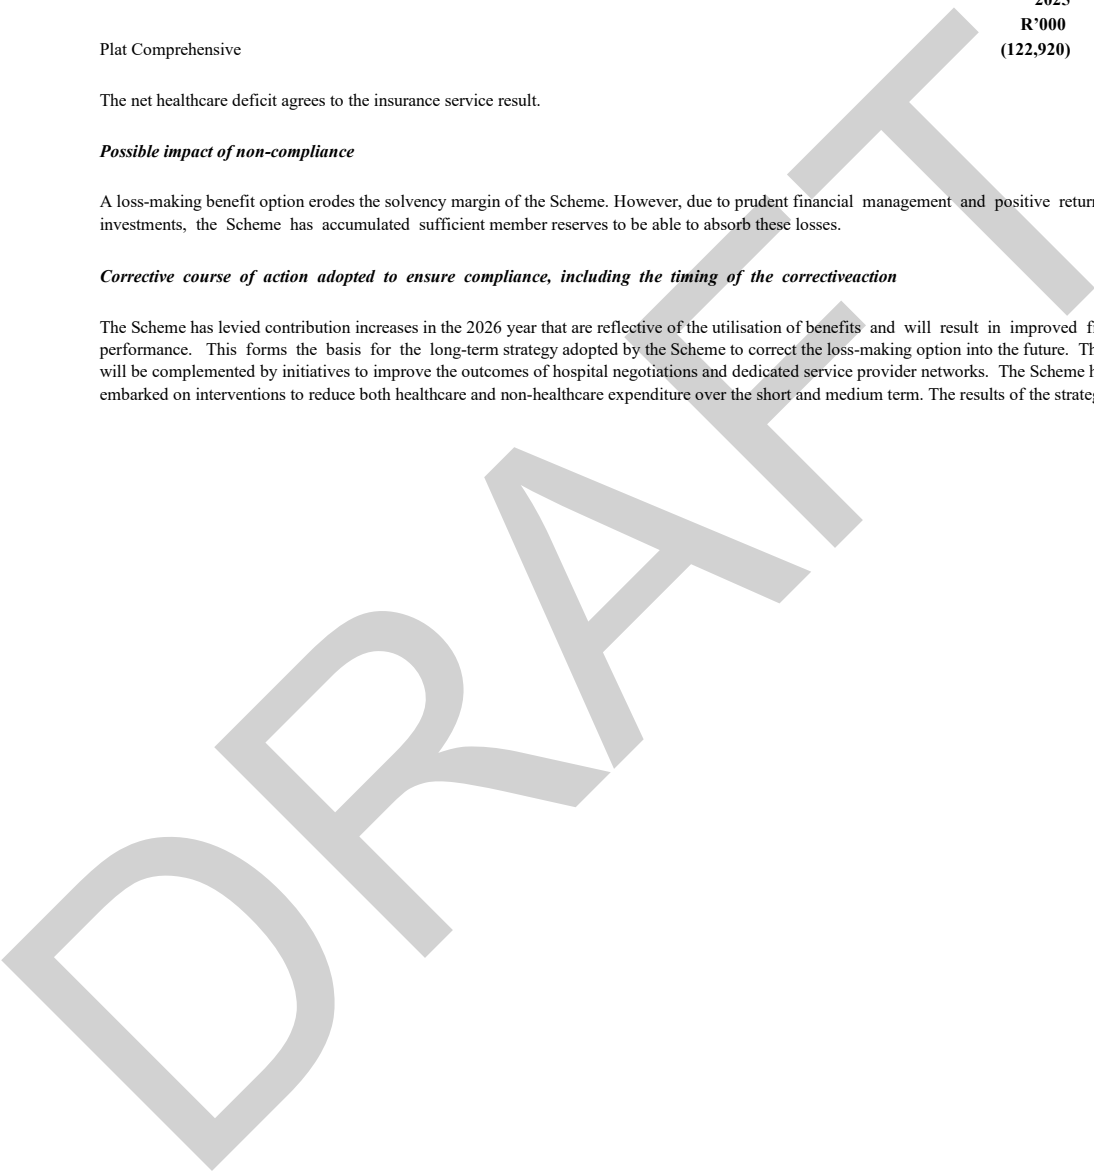 2025
R’000
Plat Comprehensive (122,920)
The net healthcare deficit agrees to the insurance service result.
Possible impact of non-compliance
A loss-making benefit option erodes the solvency margin of the Scheme. However, due to prudent financial management and positive
investments, the Scheme has accumulated sufficient member reserves to be able to absorb these losses.
Corrective course of action adopted to ensure compliance, including the timing of the correctiveaction
The Scheme has levied contribution increases in the 2026 year that are reflective of the utilisation of benefits and will result in improved
performance. This forms the basis for the long-term strategy adopted by the Scheme to correct the loss-making option into the future.
will be complemented by initiatives to improve the outcomes of hospital negotiations and dedicated service provider networks. The Scheme
embarked on interventions to reduce both healthcare and non-healthcare expenditure over the short and medium term. The results of the
DRAFT